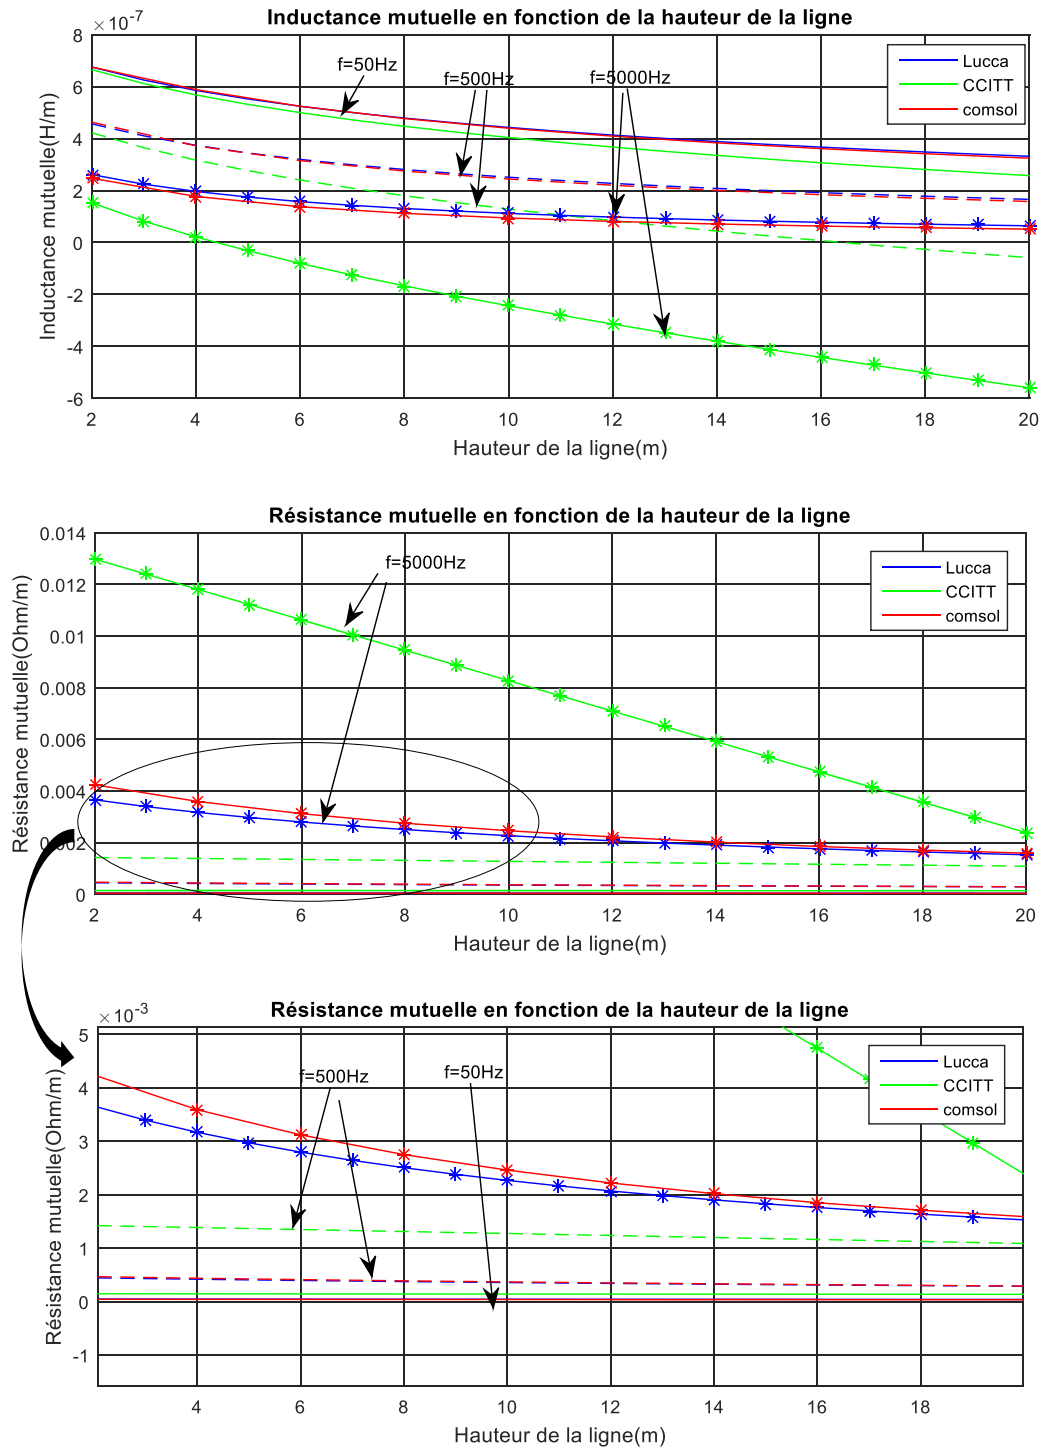 Inductance mutuelle en fonction de la hauteur de la ligne
×10⁻⁷
8
6
4
2
0
-2
-4
-6
Inductance mutuelle(H/m)
f=50Hz
f=500Hz
f=5000Hz
Lucca
CCITT
comsol
2 4 6 8 10 12 14 16 18 20
Hauteur de la ligne(m)
Résistance mutuelle en fonction de la hauteur de la ligne
0.014
0.012
0.01
0.008
0.006
0.004
0.002
0
Résistance mutuelle(Ohm/m)
f=5000Hz
Lucca
CCITT
comsol
2 4 6 8 10 12 14 16 18 20
Hauteur de la ligne(m)
Résistance mutuelle en fonction de la hauteur de la ligne
×10⁻³
5
4
3
2
1
0
-1
Résistance mutuelle(Ohm/m)
f=500Hz
f=50Hz
Lucca
CCITT
comsol
4 6 8 10 12 14 16 18
Hauteur de la ligne(m)